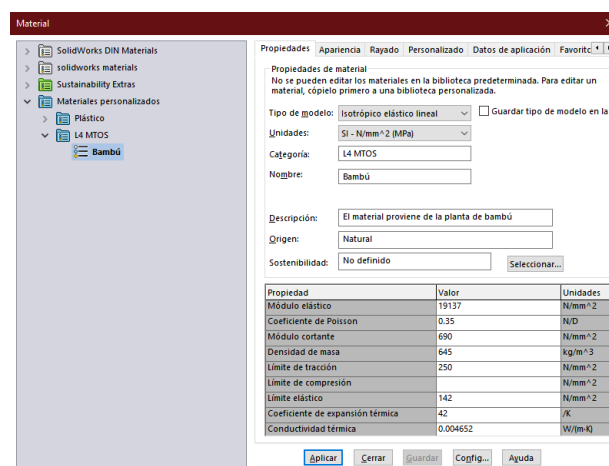 Material
SolidWorks DIN Materials
solidworks materials
Sustainability Extras
Materiales personalizados
Plástico
L4 MTOS
Bambú
Propiedades Apariencia Rayado Personalizado Datos de aplicación Favorito
Propiedades de material
No se pueden editar los materiales en la biblioteca predeterminada. Para editar un
material, cópielo primero a una biblioteca personalizada.
Tipo de modelo: Isotrópico elástico lineal Guardar tipo de modelo en la
Unidades: SI - N/mm^2 (MPa)
Categoría: L4 MTOS
Nombre: Bambú
Descripción: El material proviene de la planta de bambú
Origen: Natural
Sostenibilidad: No definido Seleccionar...
Propiedad Valor Unidades
Módulo elástico 19137 N/mm^2
Coeficiente de Poisson 0.35 N/D
Módulo cortante 690 N/mm^2
Densidad de masa 645 kg/m^3
Límite de tracción 250 N/mm^2
Límite de compresión N/mm^2
Límite elástico 142 N/mm^2
Coeficiente de expansión térmica 42 /K
Conductividad térmica 0.004652 W/(m·K)
Aplicar Cerrar Guardar Config... Ayuda